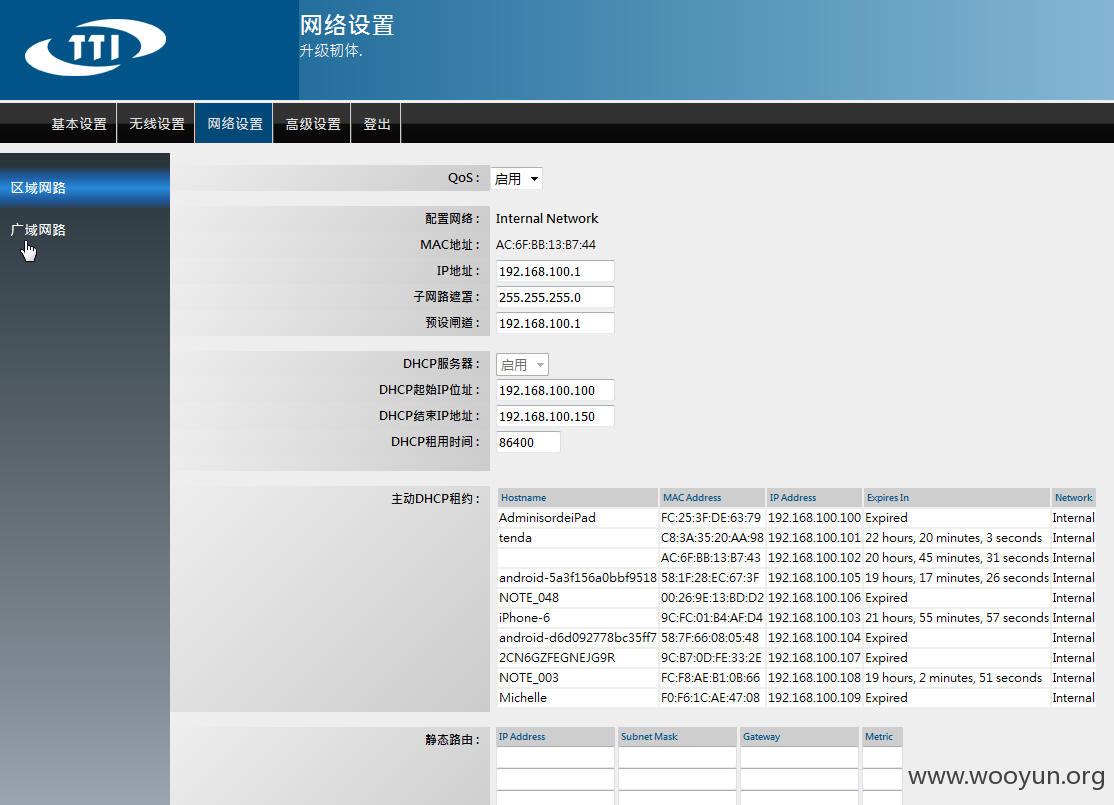 TTI
网络设置
升级韧体.
基本设置 无线设置 网络设置 高级设置 登出
区域网路
广域网路
QoS : 启用
配置网络 : Internal Network
MAC地址 : AC:6F:BB:13:B7:44
IP地址 : 192.168.100.1
子网路遮罩 : 255.255.255.0
预设闸道 : 192.168.100.1
DHCP服务器 : 启用
DHCP起始IP位址 : 192.168.100.100
DHCP结束IP地址 : 192.168.100.150
DHCP租用时间 : 86400
主动DHCP租约 :
Hostname MAC Address IP Address Expires In Network
AdminisordeiPad FC:25:3F:DE:63:79 192.168.100.100 Expired Internal
tenda C8:3A:35:20:AA:98 192.168.100.101 22 hours, 20 minutes, 3 seconds Internal
AC:6F:BB:13:B7:43 192.168.100.102 20 hours, 45 minutes, 31 seconds Internal
android-5a3f156a0bbf9518 58:1F:28:EC:67:3F 192.168.100.105 19 hours, 17 minutes, 26 seconds Internal
NOTE_048 00:26:9E:13:BD:D2 192.168.100.106 Expired Internal
iPhone-6 9C:FC:01:B4:AF:D4 192.168.100.103 21 hours, 55 minutes, 57 seconds Internal
android-d6d092778bc35ff7 58:7F:66:08:05:48 192.168.100.104 Expired Internal
2CN6GZFEGNEJG9R 9C:B7:0D:FE:33:2E 192.168.100.107 Expired Internal
NOTE_003 FC:F8:AE:B1:0B:66 192.168.100.108 19 hours, 2 minutes, 51 seconds Internal
Michelle F0:F6:1C:AE:47:08 192.168.100.109 Expired Internal
静态路由 :
IP Address Subnet Mask Gateway Metric
www.wooyun.org